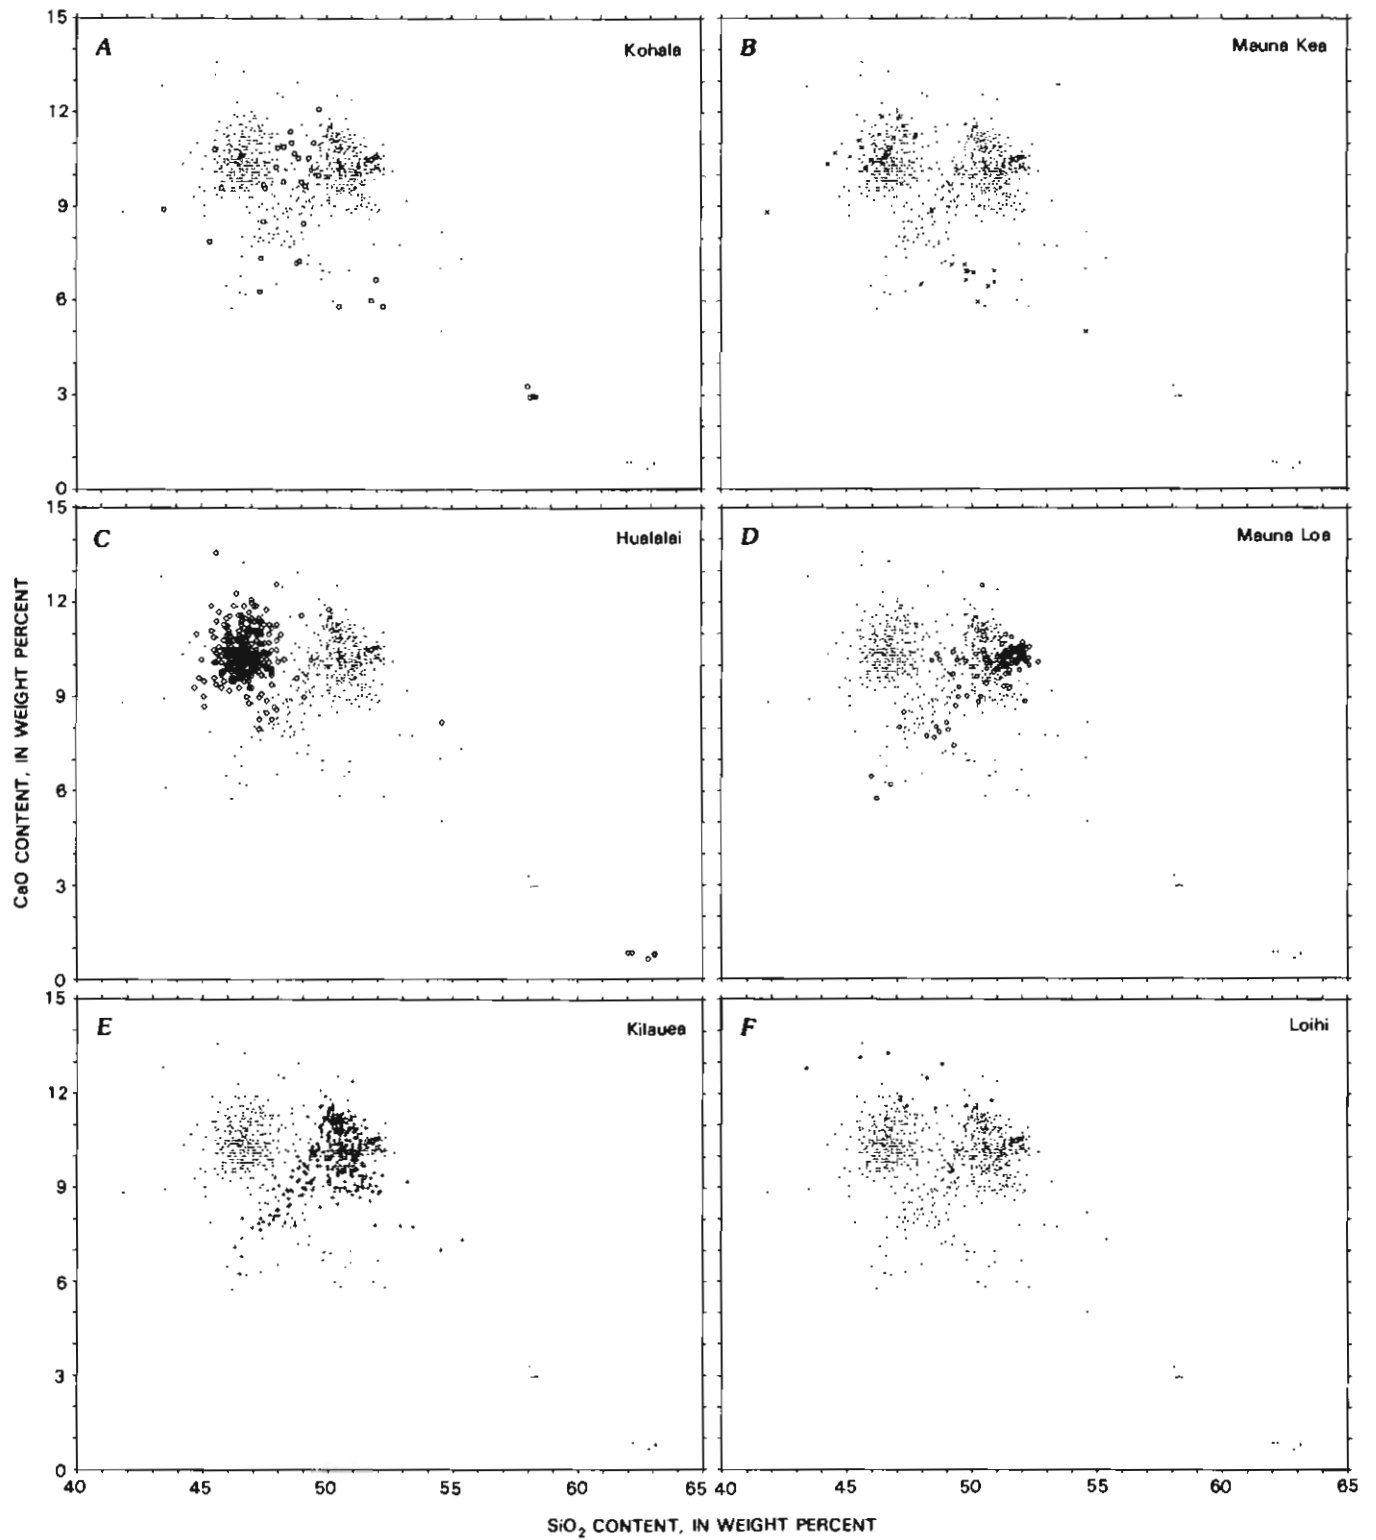 A
Kohala
B
Mauna Kea
15
12
9
6
3
0
C
Hualalai
D
Mauna Loa
15
12
9
6
3
0
E
Kilauea
F
Loihi
15
12
9
6
3
0
CaO CONTENT, IN WEIGHT PERCENT
40 45 50 55 60 65 40 45 50 55 60 65
SiO2 CONTENT, IN WEIGHT PERCENT